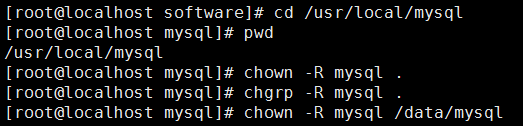 [root@localhost software]# cd /usr/local/mysql
[root@localhost mysql]# pwd
/usr/local/mysql
[root@localhost mysql]# chown -R mysql .
[root@localhost mysql]# chgrp -R mysql .
[root@localhost mysql]# chown -R mysql /data/mysql